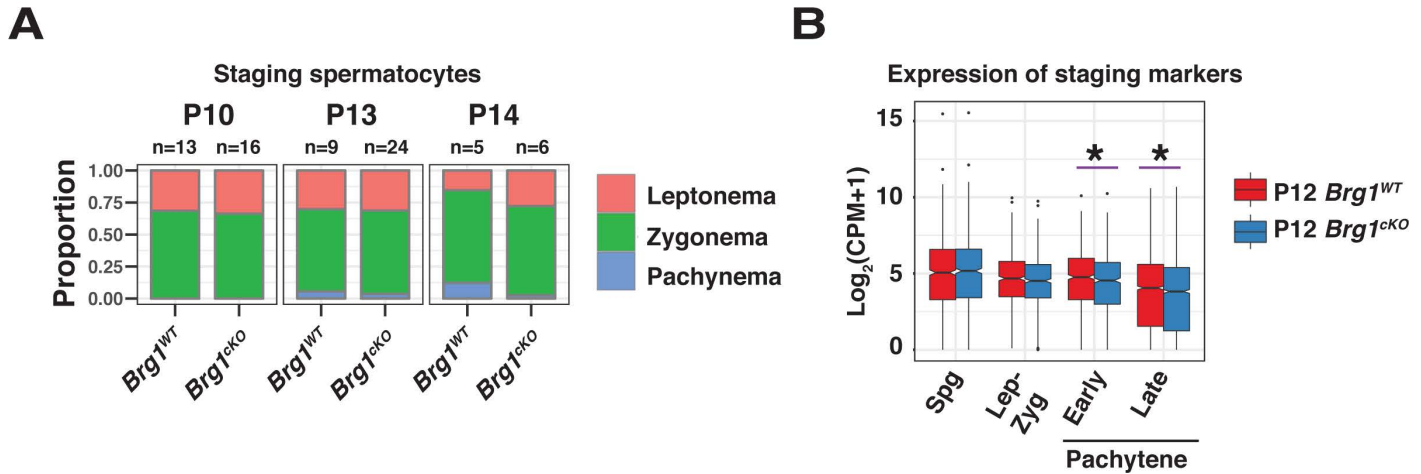 A
Staging spermatocytes
P10 P13 P14
n=13 n=16 n=9 n=24 n=5 n=6
Proportion
1.00
0.75
0.50
0.25
0.00
Brg1WT Brg1cKO Brg1WT Brg1cKO Brg1WT Brg1cKO
Leptonema
Zygonema
Pachynema
B
Expression of staging markers
Log2(CPM+1)
15
10
5
0
* *
Spg Lep-Zyg Early Late
Pachytene
P12 Brg1WT
P12 Brg1cKO